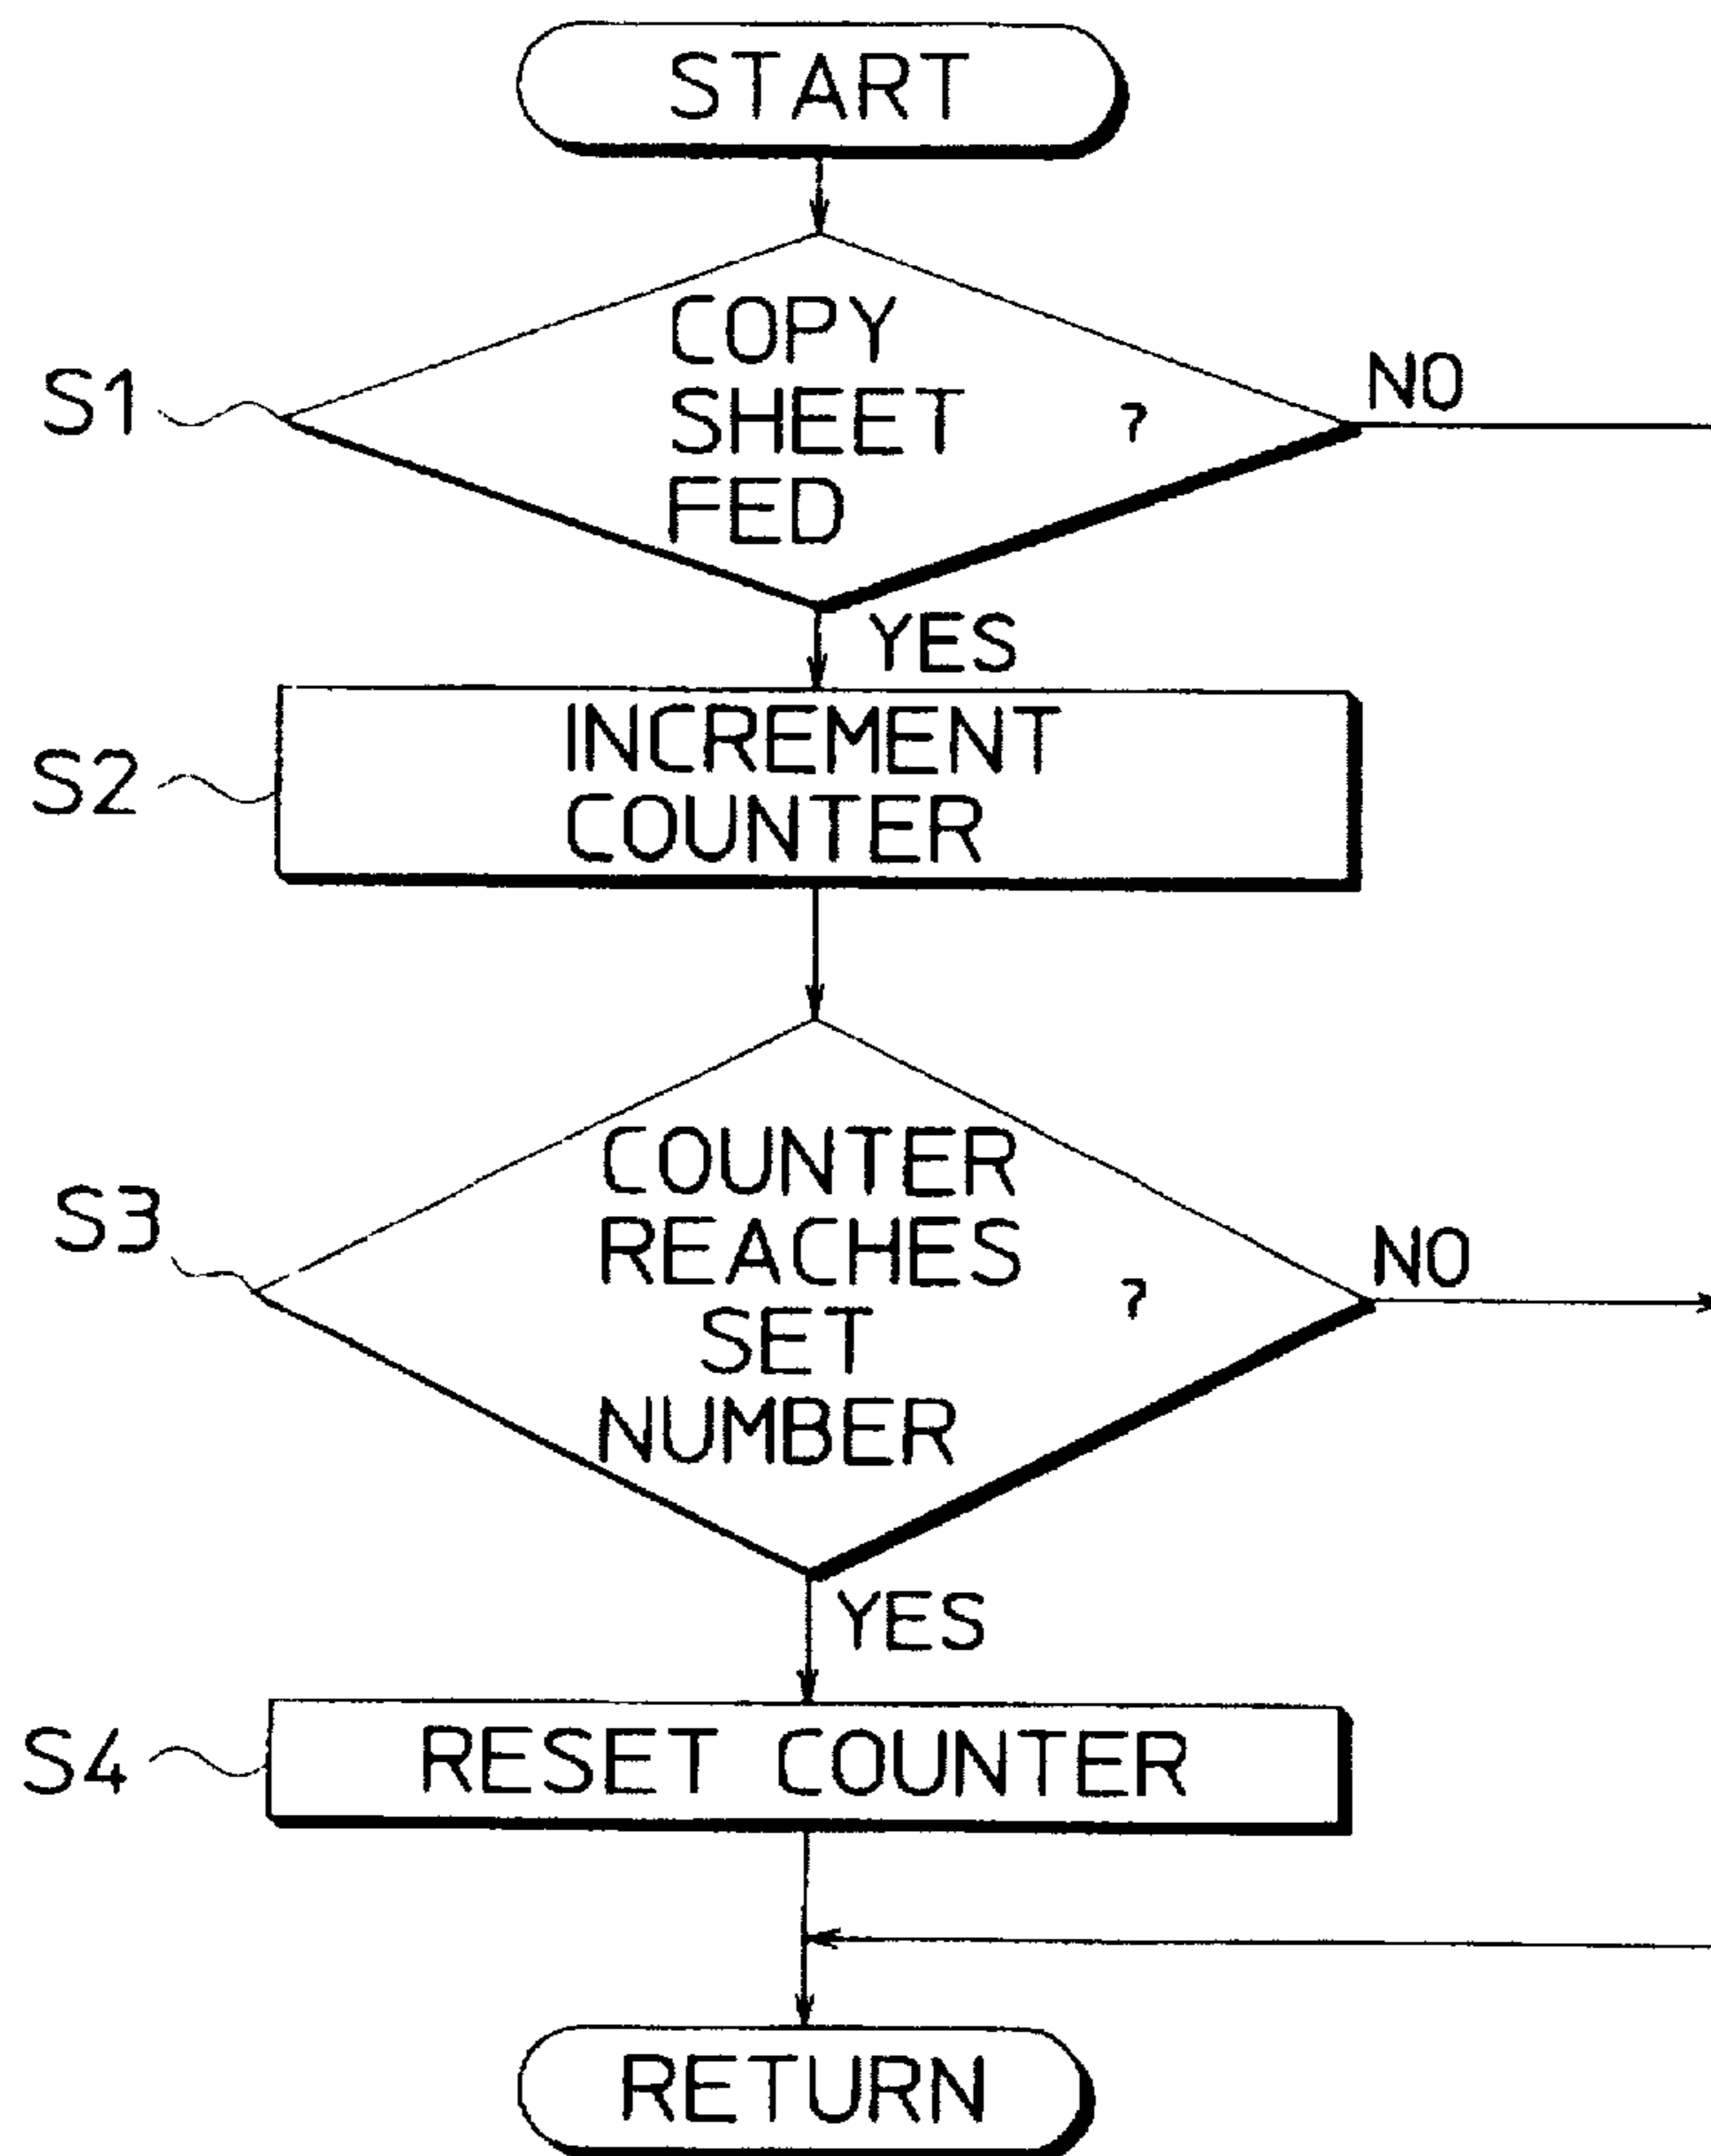 START
COPY
SHEET
FED
?
NO
S1
YES
INCREMENT
COUNTER
S2
COUNTER
REACHES
SET
NUMBER
?
NO
S3
YES
RESET COUNTER
S4
RETURN